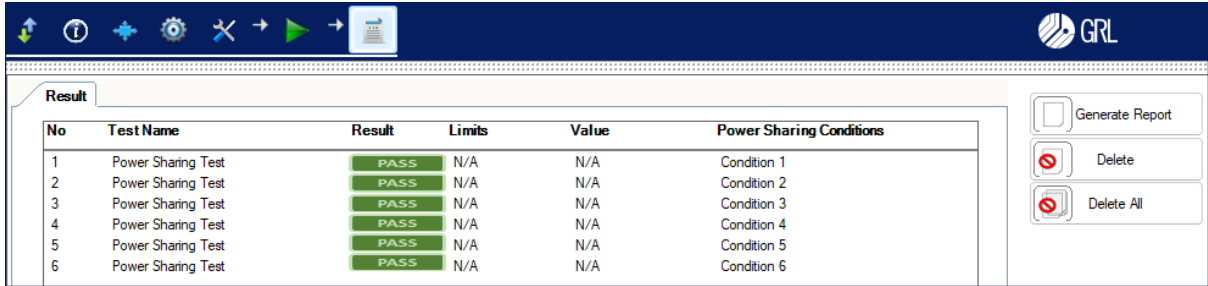 GRL
Result
No Test Name Result Limits Value Power Sharing Conditions
1 Power Sharing Test PASS N/A N/A Condition 1
2 Power Sharing Test PASS N/A N/A Condition 2
3 Power Sharing Test PASS N/A N/A Condition 3
4 Power Sharing Test PASS N/A N/A Condition 4
5 Power Sharing Test PASS N/A N/A Condition 5
6 Power Sharing Test PASS N/A N/A Condition 6
Generate Report
Delete
Delete All